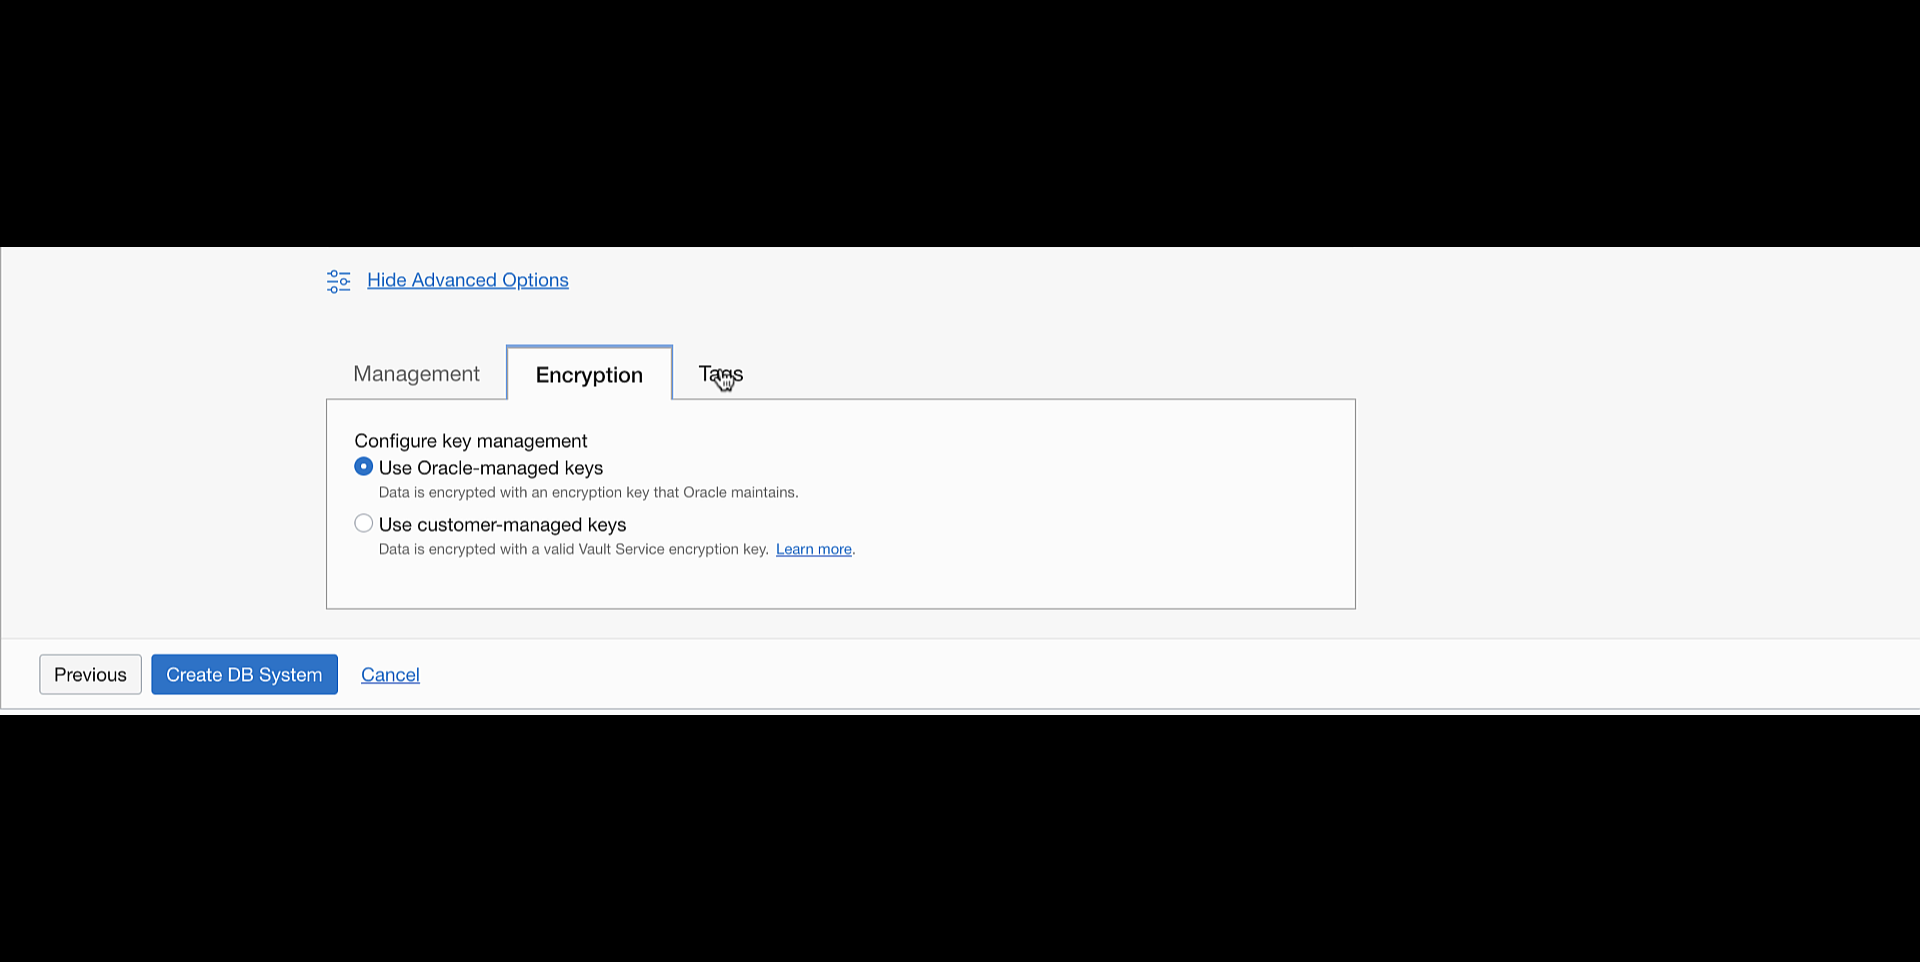 Hide Advanced Options
Management Encryption Tags
Configure key management
Use Oracle-managed keys
Data is encrypted with an encryption key that Oracle maintains.
Use customer-managed keys
Data is encrypted with a valid Vault Service encryption key. Learn more.
Previous Create DB System Cancel